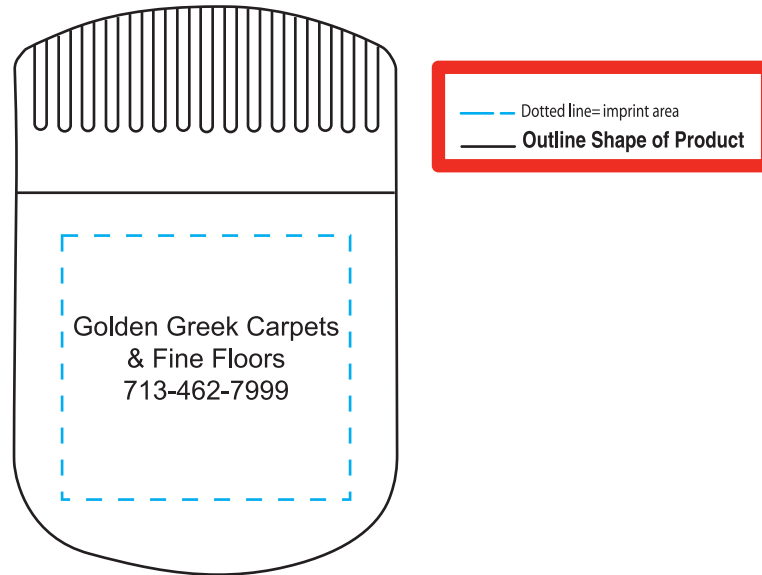 Dotted line= imprint area
Outline Shape of Product
Golden Greek Carpets
& Fine Floors
713-462-7999